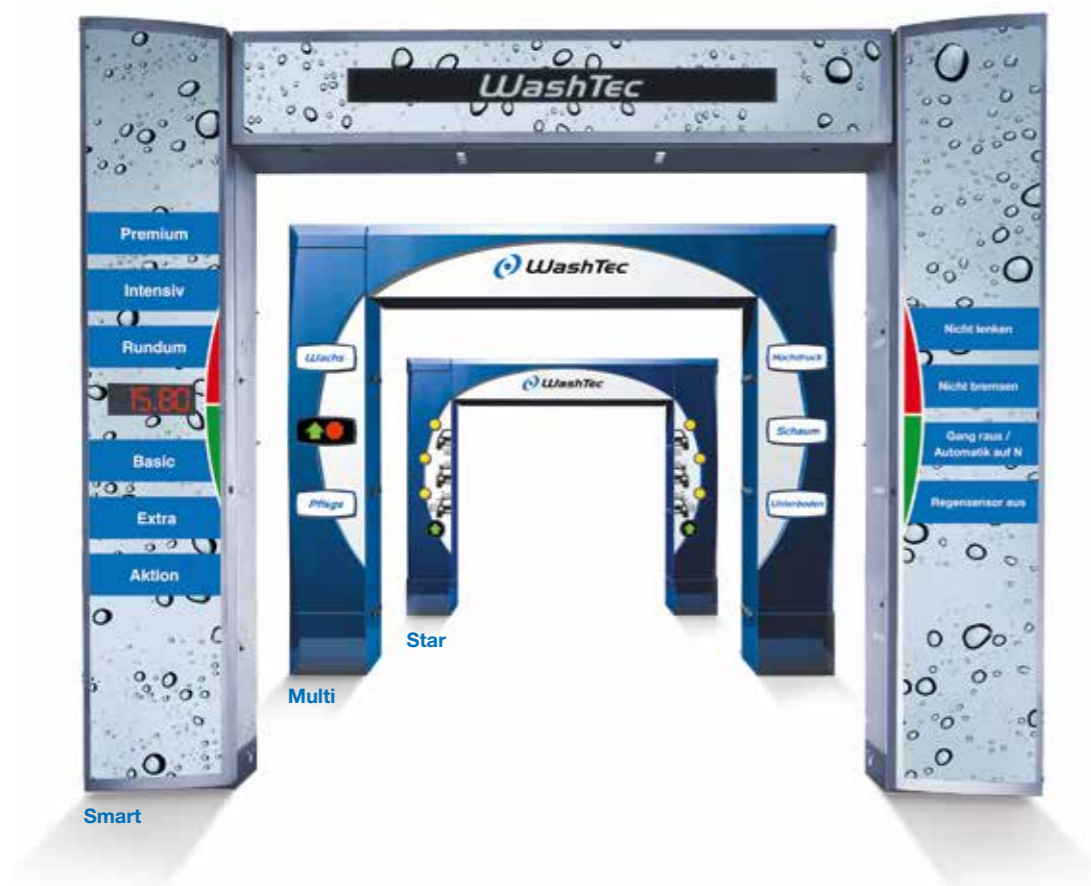 WashTec
Premium
Intensiv
Rundum
15.80
Basic
Extra
Aktion
Nicht lenken
Nicht bremsen
Gang raus /
Automatik auf N
Regensensor aus
WashTec
Wachs
Pflege
Hochdruck
Schaum
Unterboden
WashTec
Star
Multi
Smart